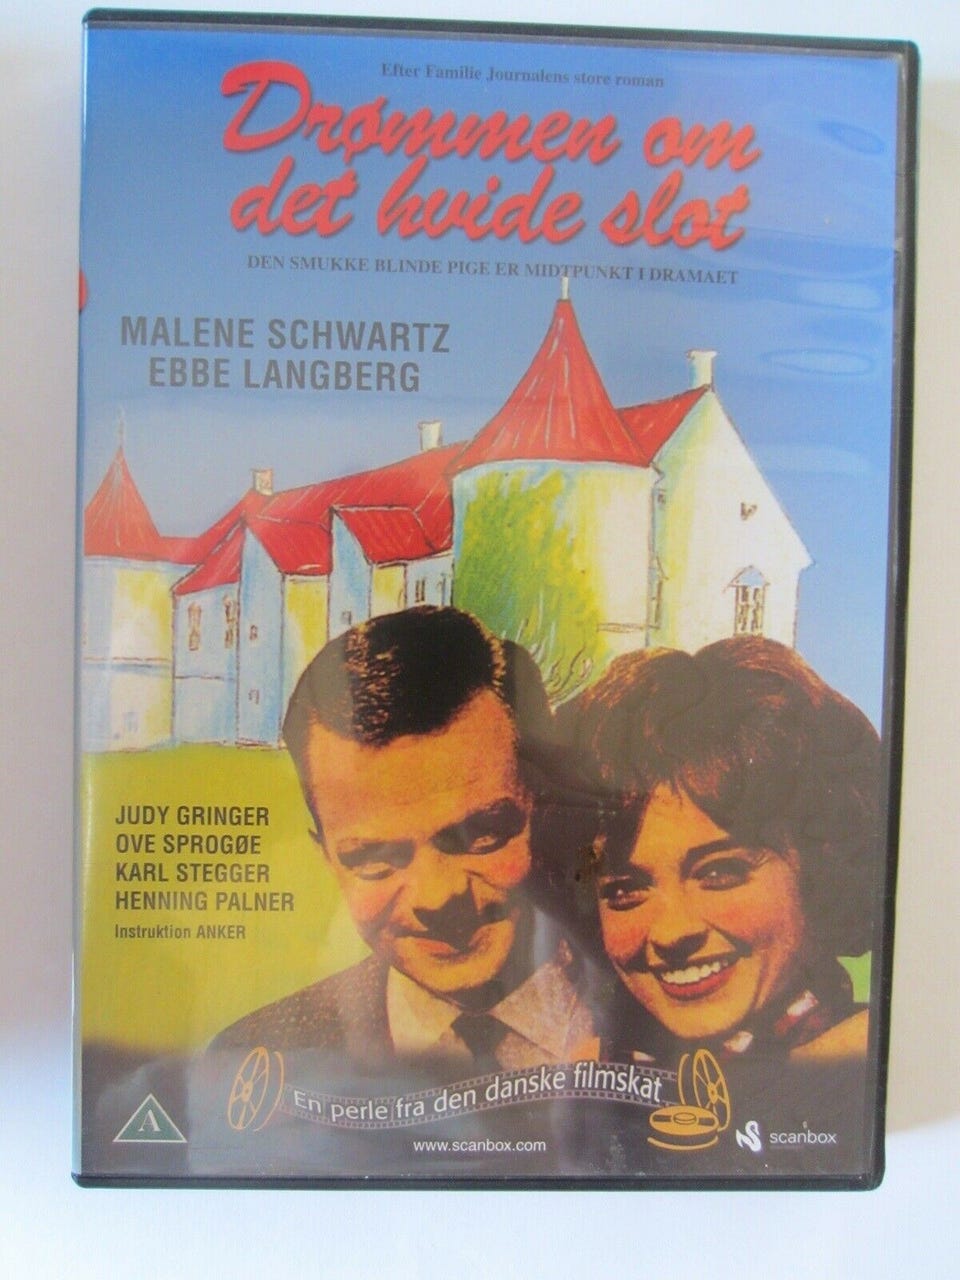 Efter Familie Journalens store roman
Drømmen om
det hvide slot
DEN SMUKKE BLINDE PIGE ER MIDTPUNKT I DRAMAET
MALENE SCHWARTZ
EBBE LANGBERG
JUDY GRINGER
OVE SPROGØE
KARL STEGGER
HENNING PALNER
Instruktion ANKER
En perle fra den danske filmskat
A
www.scanbox.com
scanbox